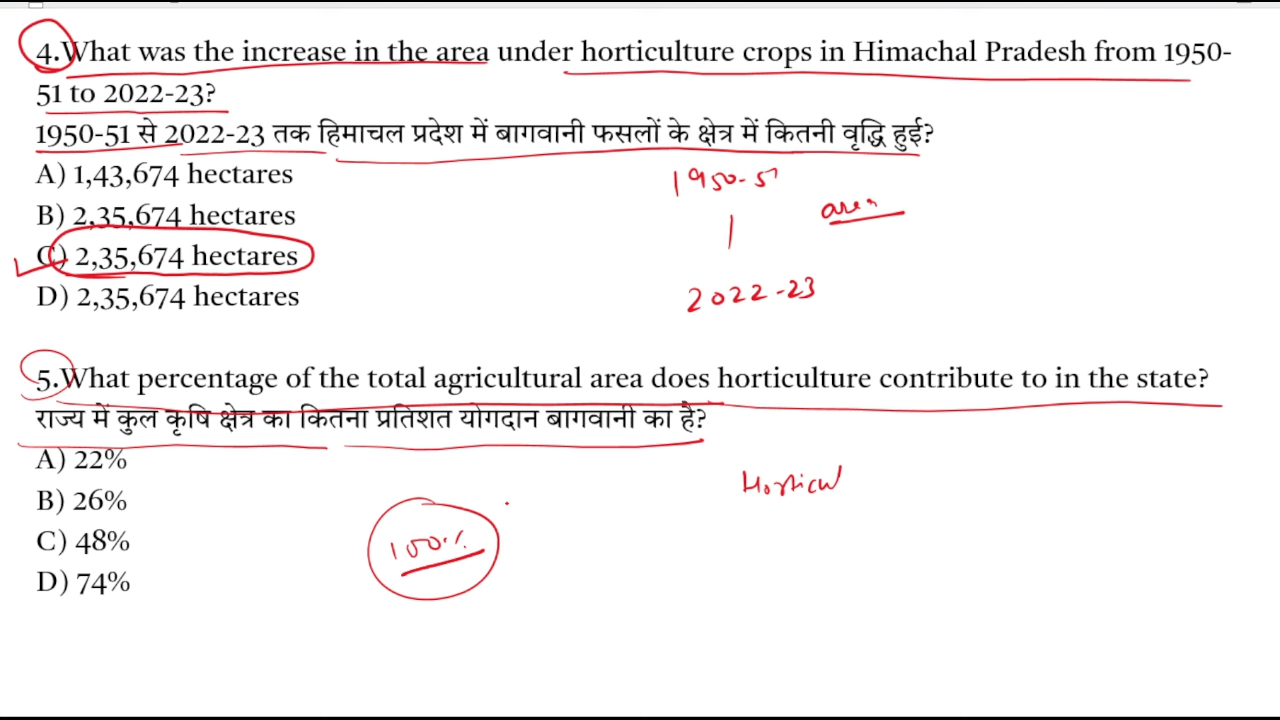 4.What was the increase in the area under horticulture crops in Himachal Pradesh from 1950-
51 to 2022-23?
1950-51 से 2022-23 तक हिमाचल प्रदेश में बागवानी फसलों के क्षेत्र में कितनी वृद्धि हुई?
A) 1,43,674 hectares
1950-51
B) 2,35,674 hectares
area
C) 2,35,674 hectares
D) 2,35,674 hectares
2022-23
5.What percentage of the total agricultural area does horticulture contribute to in the state?
राज्य में कुल कृषि क्षेत्र का कितना प्रतिशत योगदान बागवानी का है?
A) 22%
Horticul
B) 26%
C) 48%
100%
D) 74%